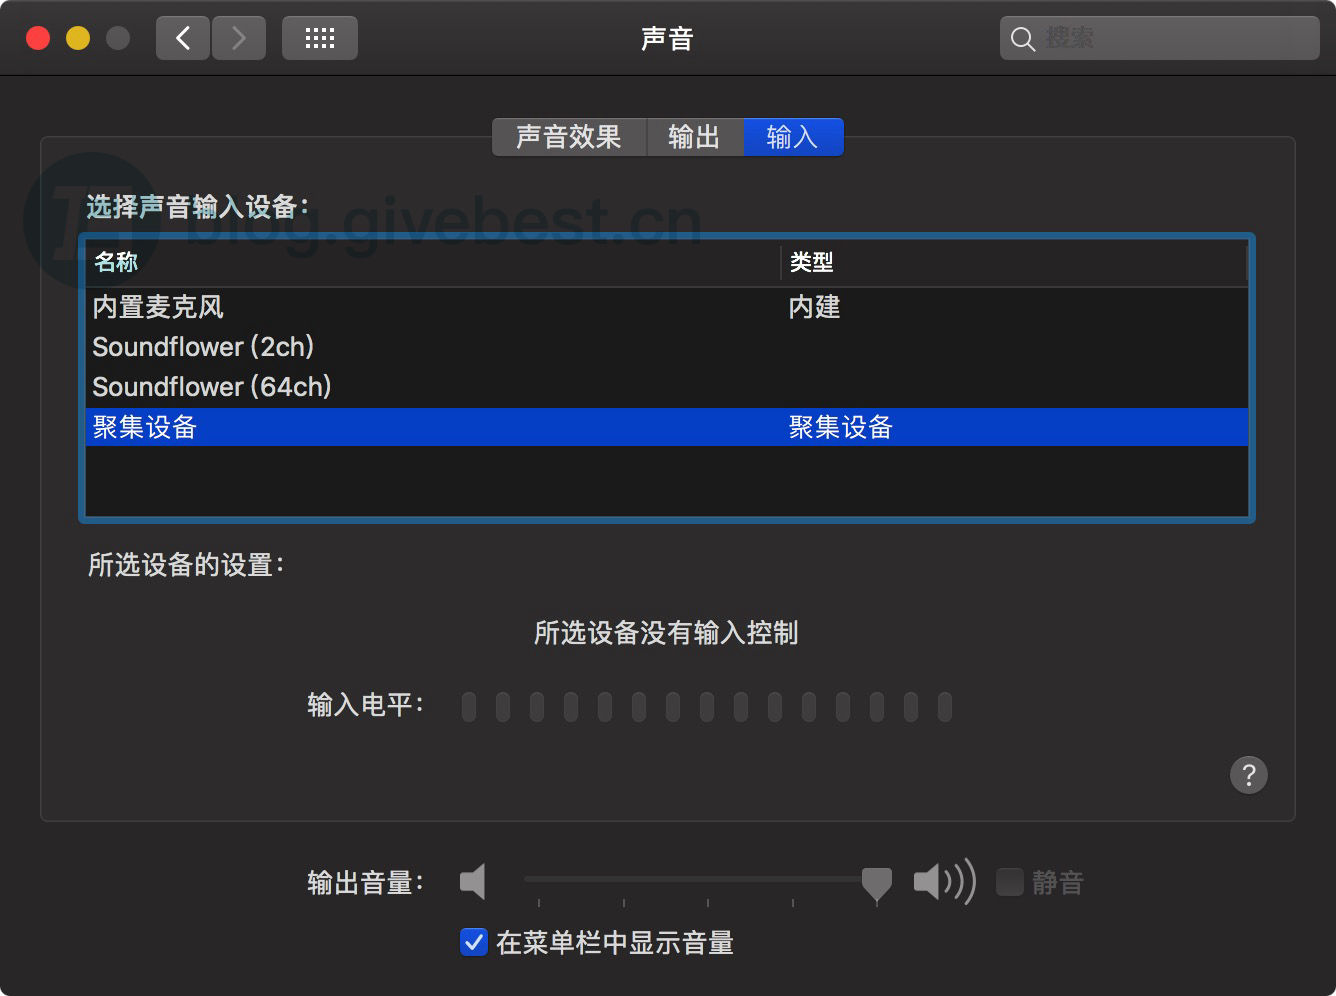 声音
搜索
声音效果 输出 输入
blog.givebest.cn
选择声音输入设备：
名称 类型
内置麦克风 内建
Soundflower (2ch)
Soundflower (64ch)
聚集设备 聚集设备
所选设备的设置：
所选设备没有输入控制
输入电平：
?
输出音量： 静音
在菜单栏中显示音量